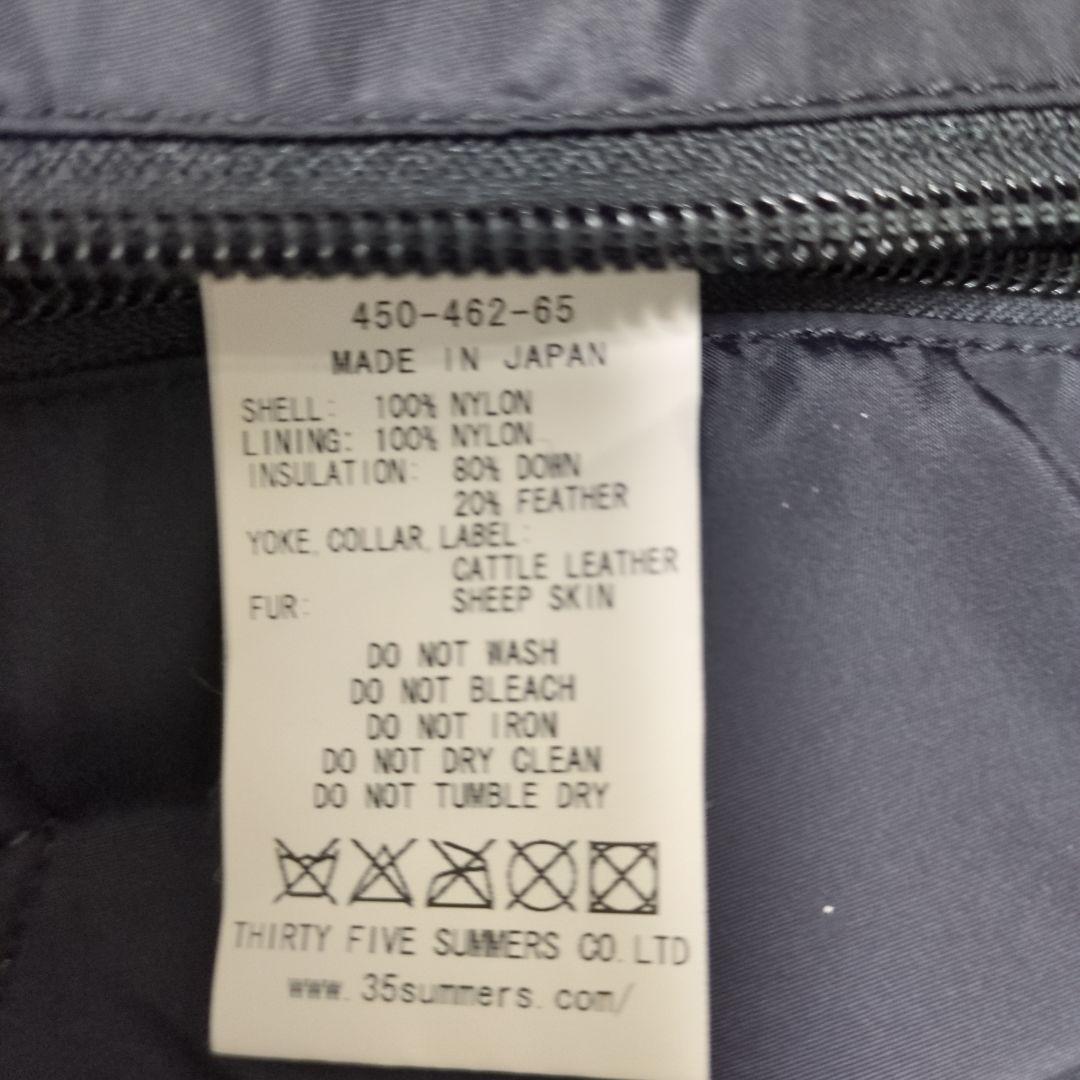 450-462-65
MADE IN JAPAN
SHELL: 100% NYLON
LINING: 100% NYLON
INSULATION: 80% DOWN
20% FEATHER
YOKE, COLLAR, LABEL:
CATTLE LEATHER
FUR: SHEEP SKIN
DO NOT WASH
DO NOT BLEACH
DO NOT IRON
DO NOT DRY CLEAN
DO NOT TUMBLE DRY
THIRTY FIVE SUMMERS CO. LTD
www.35summers.com/